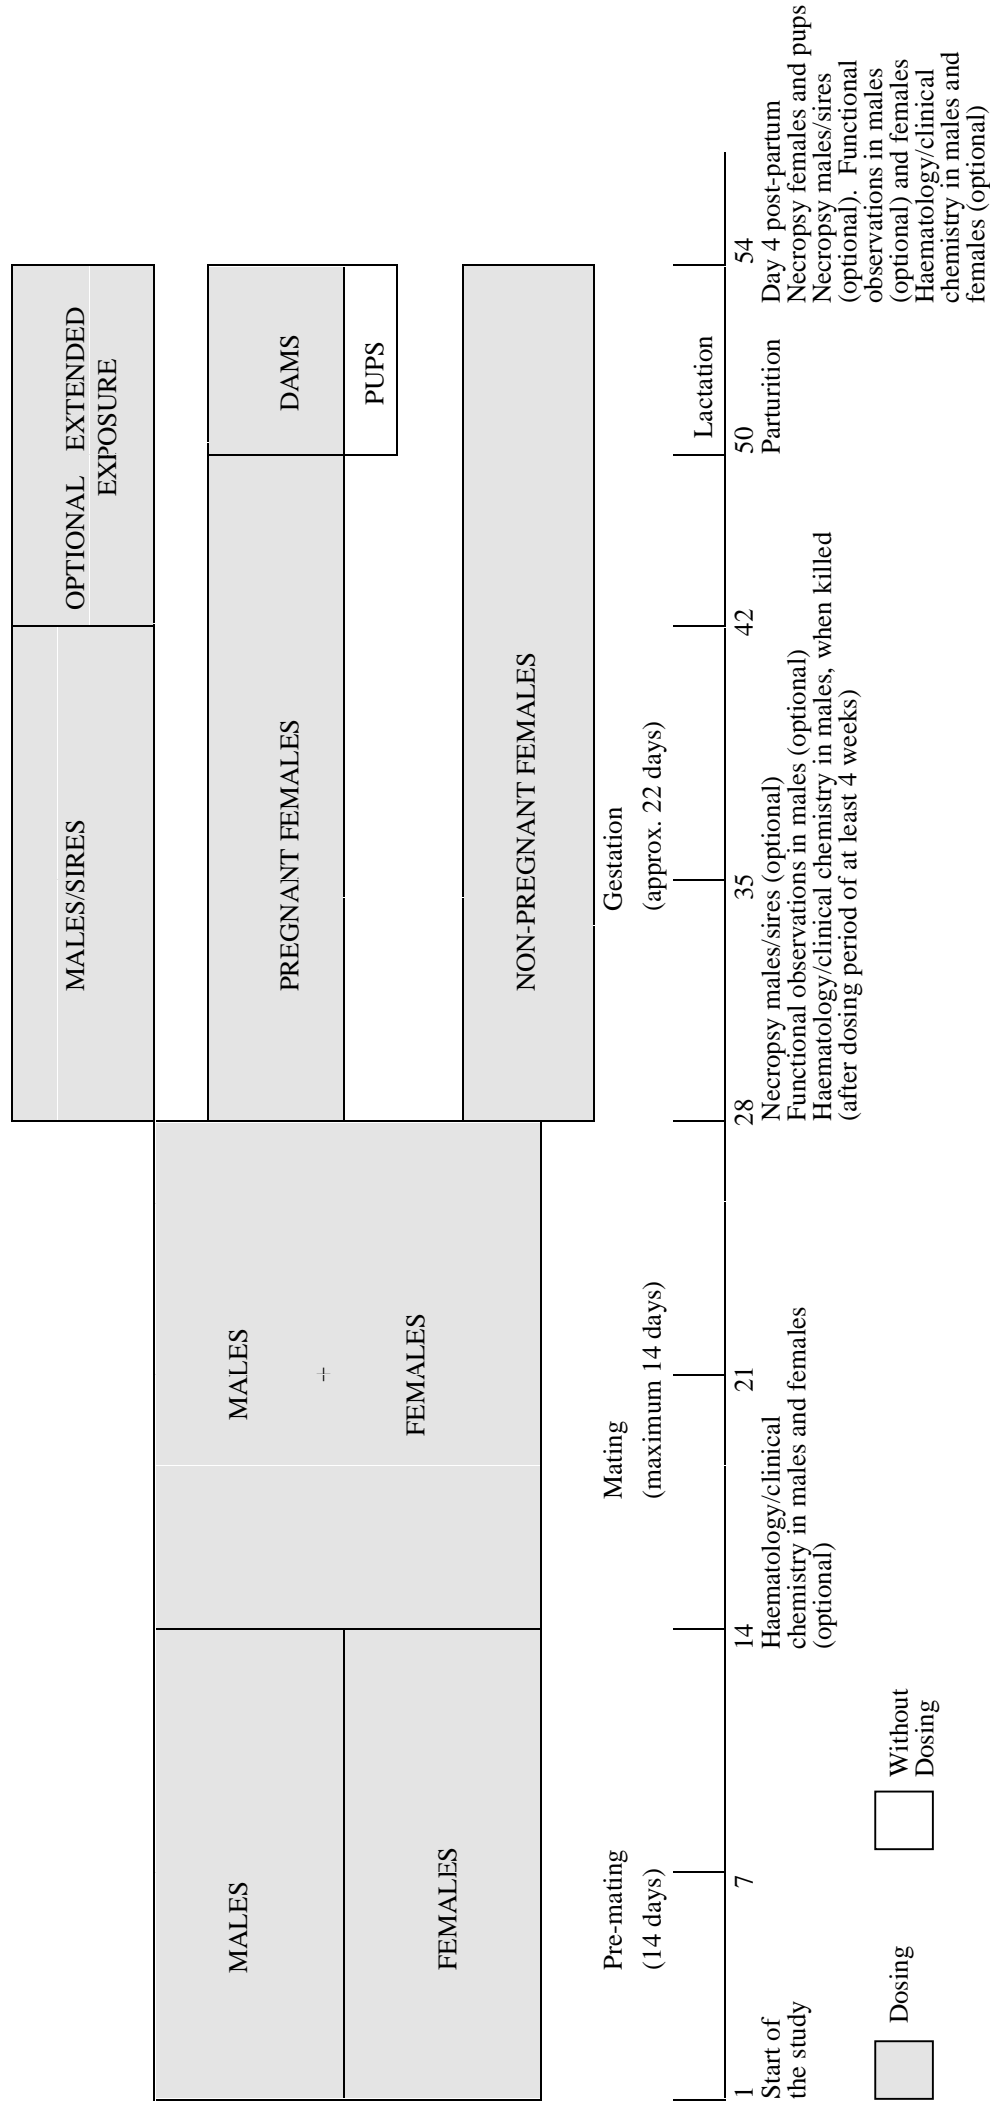 OPTIONAL EXTENDED
EXPOSURE
MALES/SIRES
MALES
MALES
+
FEMALES
FEMALES
PREGNANT FEMALES
DAMS
PUPS
NON-PREGNANT FEMALES
Pre-mating
(14 days)
Mating
(maximum 14 days)
Gestation
(approx. 22 days)
Lactation
1
7
14
21
28
35
42
50
54
Start of
the study
Haematology/clinical
chemistry in males and females
(optional)
Necropsy males/sires (optional)
Functional observations in males (optional)
Haematology/clinical chemistry in males, when killed
(after dosing period of at least 4 weeks)
Parturition
Day 4 post-partum
Necropsy females and pups
Necropsy males/sires
(optional). Functional
observations in males
(optional) and females
Haematology/clinical
chemistry in males and
females (optional)
Dosing
Without
Dosing